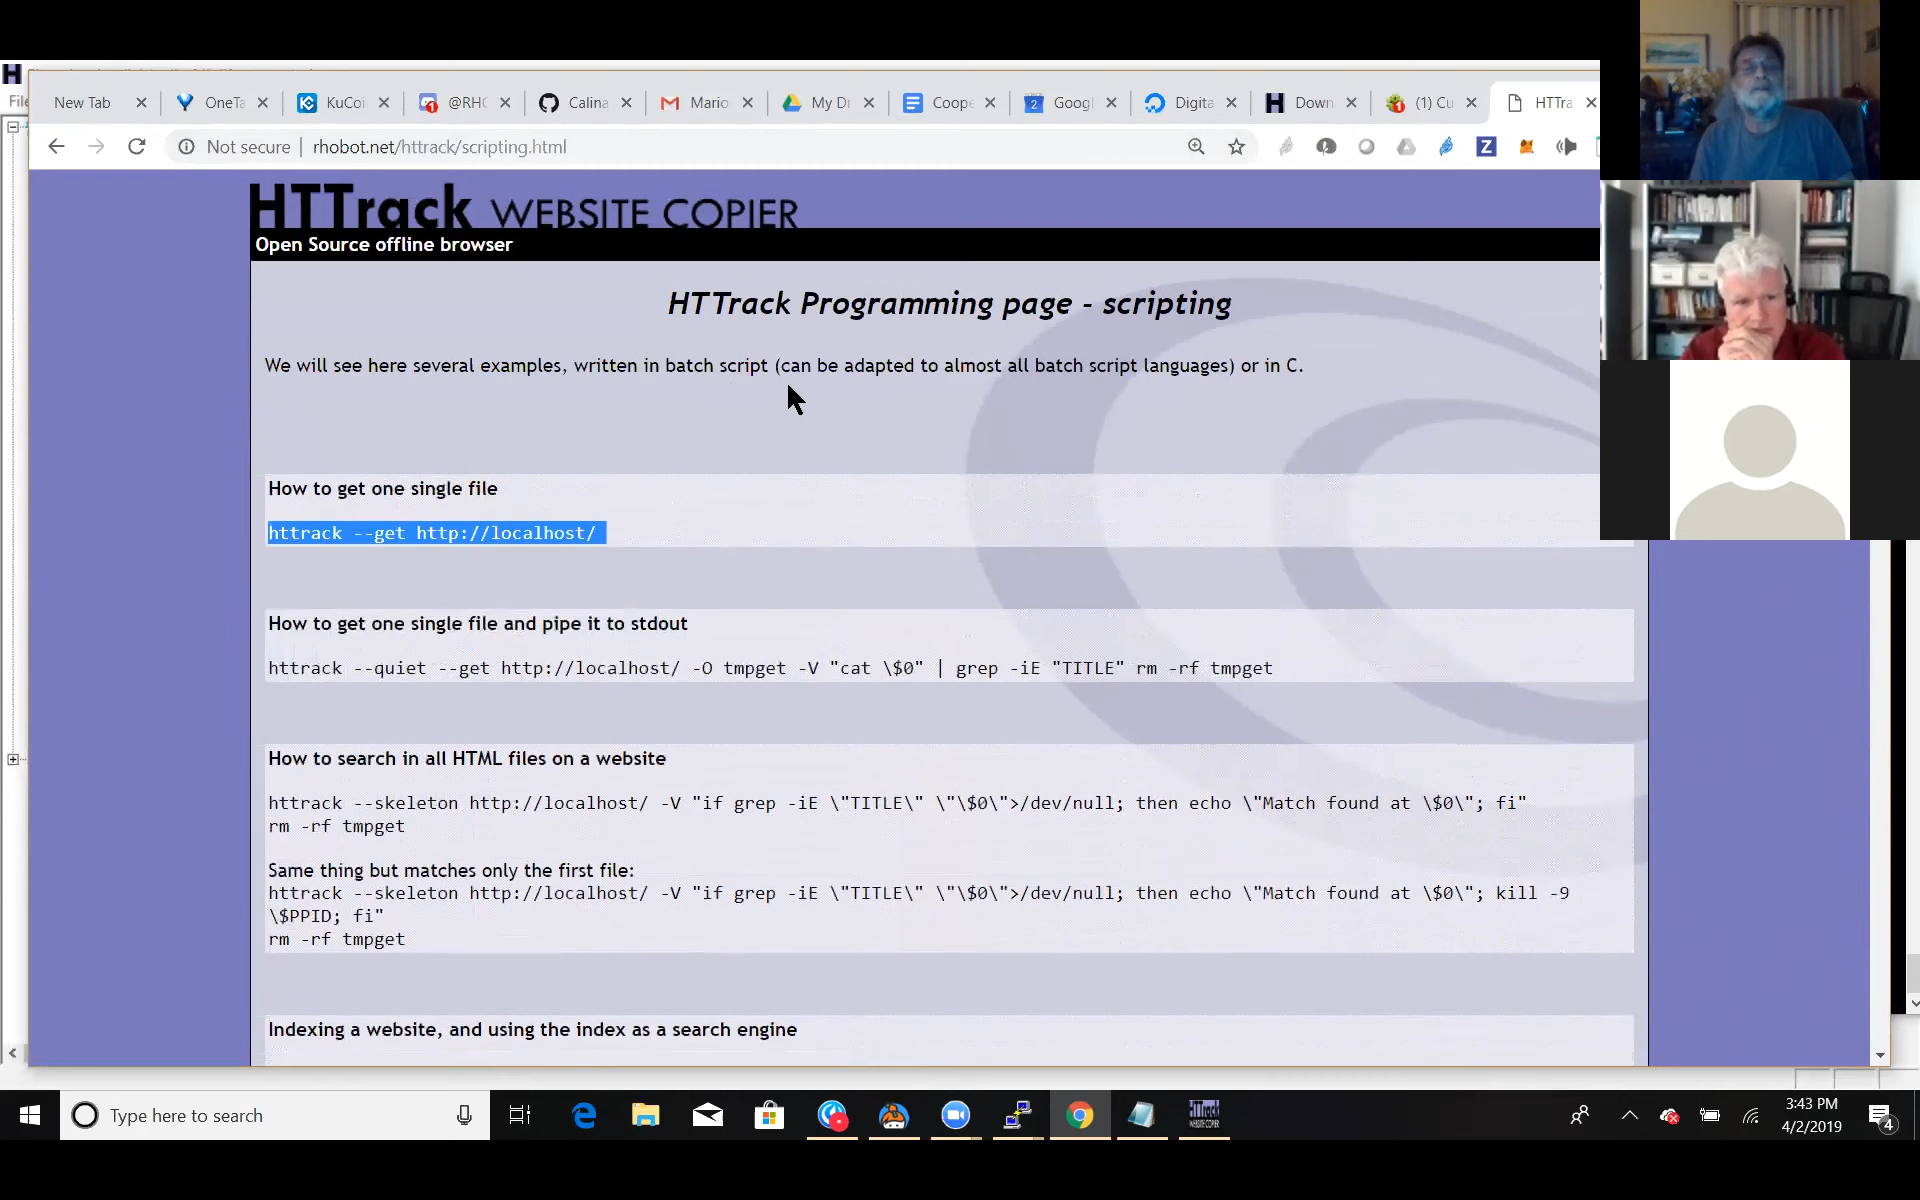 H
File
New Tab
OneTa
KuCoi
@RHC
Calina
Mario
My Dr
Coope
2
Googl
Digita
H
Down
1
(1) Cu
HTTra
Not secure
rhobot.net/httrack/scripting.html
Z
HTTrack WEBSITE COPIER
Open Source offline browser
HTTrack Programming page - scripting
We will see here several examples, written in batch script (can be adapted to almost all batch script languages) or in C.
How to get one single file
httrack --get http://localhost/
How to get one single file and pipe it to stdout
httrack --quiet --get http://localhost/ -O tmpget -V "cat \$0" | grep -iE "TITLE" rm -rf tmpget
How to search in all HTML files on a website
httrack --skeleton http://localhost/ -V "if grep -iE \"TITLE\" \"\$0\">/dev/null; then echo \"Match found at \$0\"; fi"
rm -rf tmpget
Same thing but matches only the first file:
httrack --skeleton http://localhost/ -V "if grep -iE \"TITLE\" \"\$0\">/dev/null; then echo \"Match found at \$0\"; kill -9
\$PPID; fi"
rm -rf tmpget
Indexing a website, and using the index as a search engine
Type here to search
HTTrack
WEBSITE
COPIER
3:43 PM
4/2/2019
4